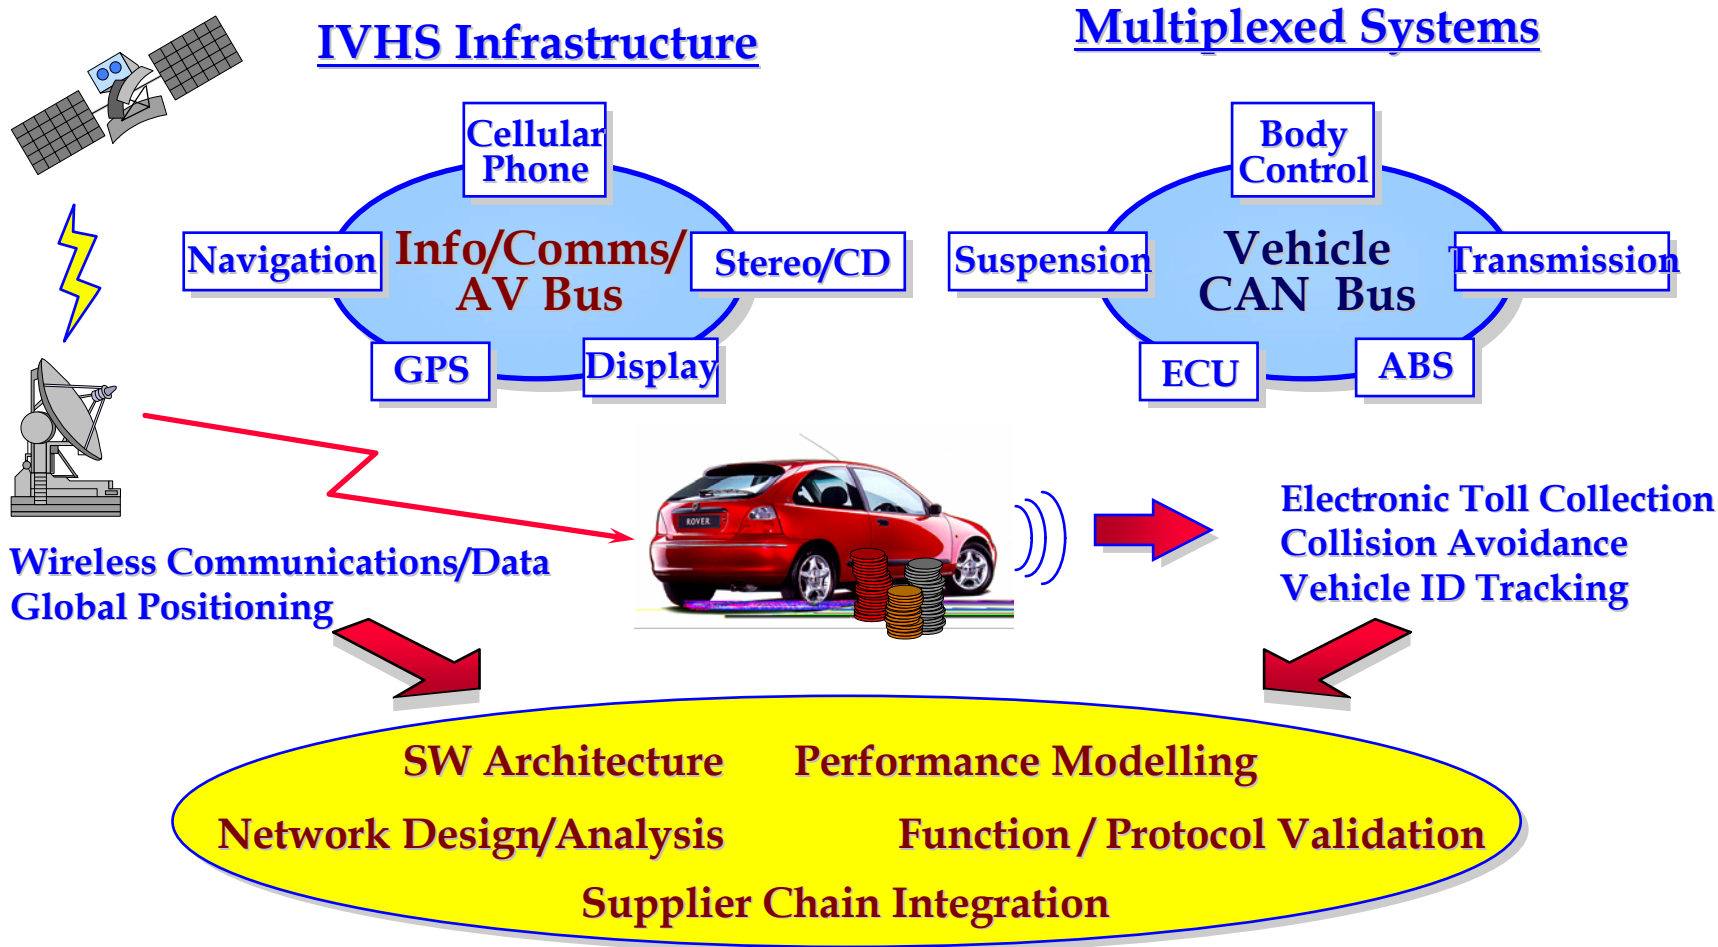 IVHS Infrastructure
Multiplexed Systems
Cellular
Phone
Navigation
Info/Comms/
AV Bus
Stereo/CD
GPS
Display
Body
Control
Suspension
Vehicle
CAN Bus
Transmission
ECU
ABS
ROVER
Wireless Communications/Data
Global Positioning
Electronic Toll Collection
Collision Avoidance
Vehicle ID Tracking
SW Architecture
Performance Modelling
Network Design/Analysis
Function / Protocol Validation
Supplier Chain Integration